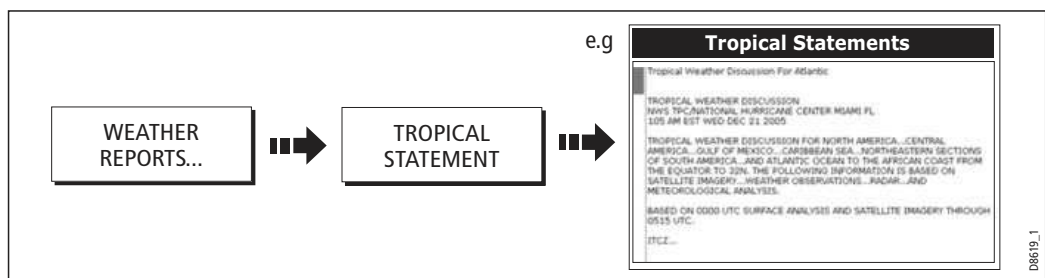 WEATHER
REPORTS...
TROPICAL
STATEMENT
e.g
Tropical Statements
Tropical Weather Discussion For Atlantic
TROPICAL WEATHER DISCUSSION
NWS TPC/NATIONAL HURRICANE CENTER MIAMI FL
105 AM EST WED DEC 21 2005
TROPICAL WEATHER DISCUSSION FOR NORTH AMERICA...CENTRAL
AMERICA...GULF OF MEXICO...CARIBBEAN SEA...NORTHEASTERN SECTIONS
OF SOUTH AMERICA...AND ATLANTIC OCEAN TO THE AFRICAN COAST FROM
THE EQUATOR TO 32N. THE FOLLOWING INFORMATION IS BASED ON
SATELLITE IMAGERY...WEATHER OBSERVATIONS...RADAR...AND
METEOROLOGICAL ANALYSIS.
BASED ON 0000 UTC SURFACE ANALYSIS AND SATELLITE IMAGERY THROUGH
0515 UTC.
ITCZ...
D8619_1